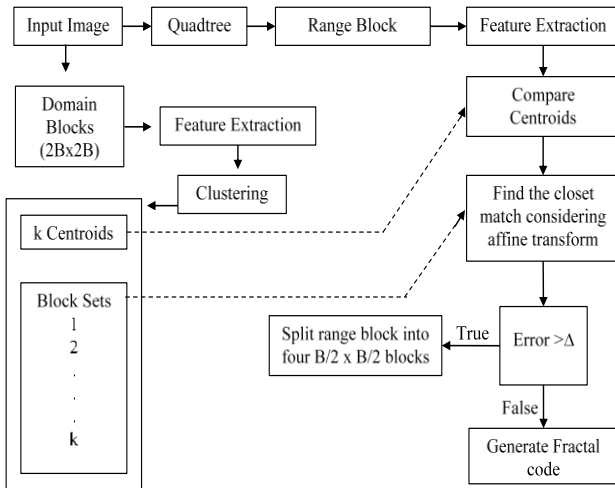 Input Image
Quadtree
Range Block
Feature Extraction
Domain
Blocks
(2Bx2B)
Feature Extraction
Compare
Centroids
Clustering
k Centroids
Find the closet
match considering
affine transform
Block Sets
1
2
.
.
.
k
Split range block into
four B/2 x B/2 blocks
True
Error >Δ
False
Generate Fractal
code